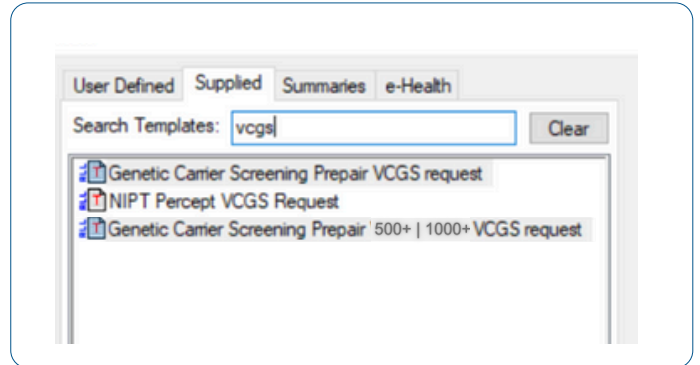 User Defined Supplied Summaries e-Health
Search Templates: vcgs Clear
Genetic Carrier Screening Prepair VCGS request
NIPT Percept VCGS Request
Genetic Carrier Screening Prepair 500+ | 1000+ VCGS request